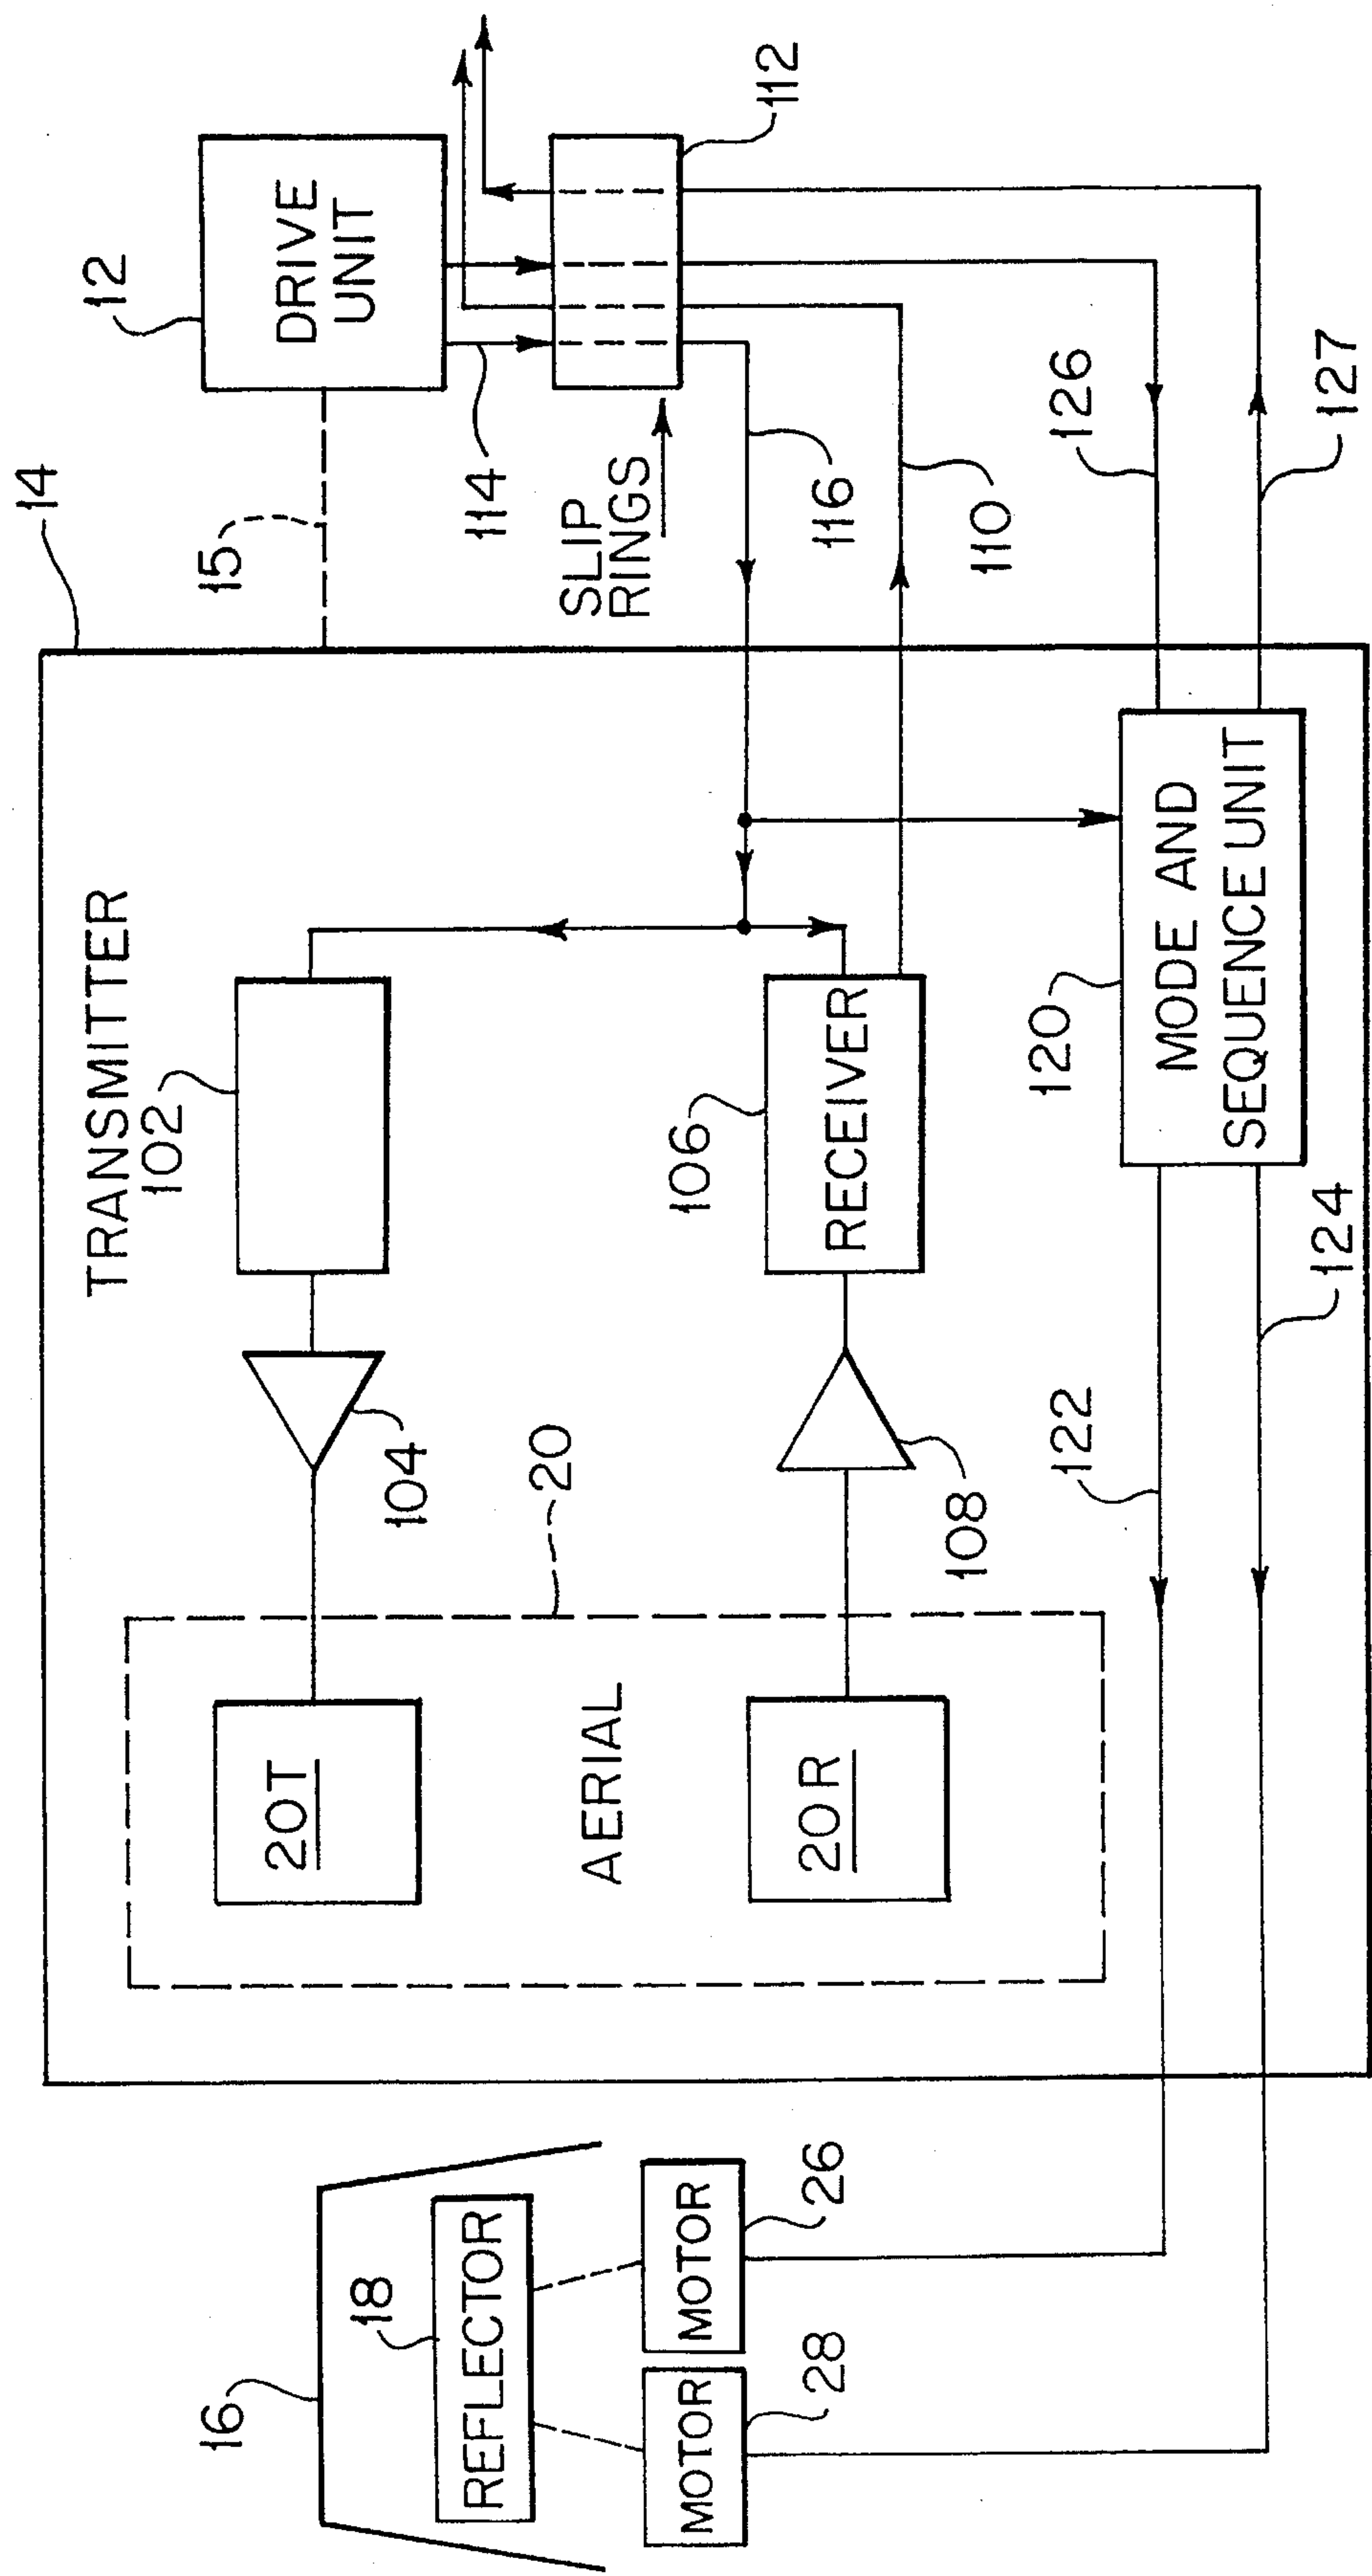 16
18
REFLECTOR
MOTOR
28
MOTOR
26
14
TRANSMITTER
102
104
20
20T
AERIAL
20R
106
RECEIVER
108
122
124
120
MODE AND
SEQUENCE UNIT
15
12
DRIVE
UNIT
114
SLIP
RINGS
112
116
110
126
127